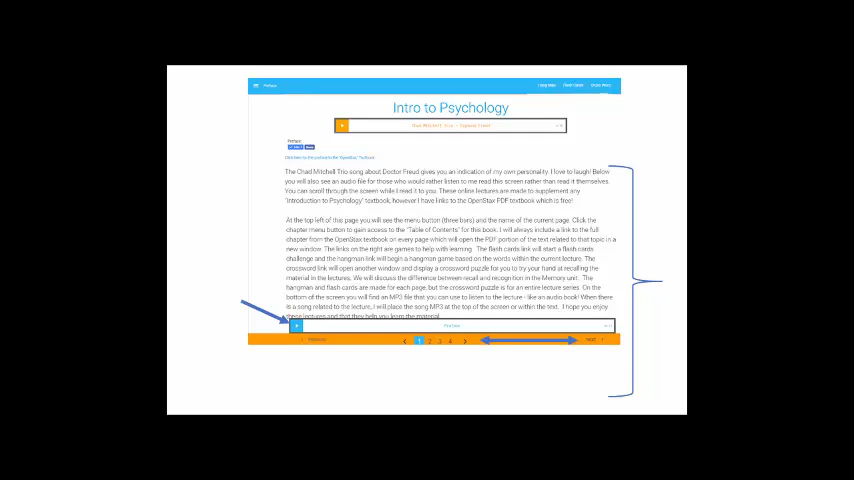 Preface
Hang Man Flash Cards Cross Word
Intro to Psychology
Chad Mitchell Trio - Sigmund Freud
Preface
Click here for the preface to the "OpenStax" Textbook.
The Chad Mitchell Trio song about Doctor Freud gives you an indication of my own personality. I love to laugh! Below
you will also see an audio file for those who would rather listen to me read this screen rather than read it themselves.
You can scroll through the screen while I read it to you. These online lectures are made to supplement any
"Introduction to Psychology" textbook, however I have links to the OpenStax PDF textbook which is free!
At the top left of this page you will see the menu button (three bars) and the name of the current page. Click the
chapter menu button to gain access to the "Table of Contents" for this book. I will always include a link to the full
chapter from the OpenStax textbook on every page which will open the PDF portion of the text related to that topic in a
new window. The links on the right are games to help with learning. The flash cards link will start a flash cards
challenge and the hangman link will begin a hangman game based on the words within the current lecture. The
crossword link will open another window and display a crossword puzzle for you to try your hand at recalling the
material in the lectures. We will discuss the difference between recall and recognition in the Memory unit. The
hangman and flash cards are made for each page, but the crossword puzzle is for an entire lecture series. On the
bottom of the screen you will find an MP3 file that you can use to listen to the lecture - like an audio book! When there
is a song related to the lecture, I will place the song MP3 at the top of the screen or within the text. I hope you enjoy
these lectures and that they help you learn the material.
PREVIOUS 1 2 3 4 NEXT